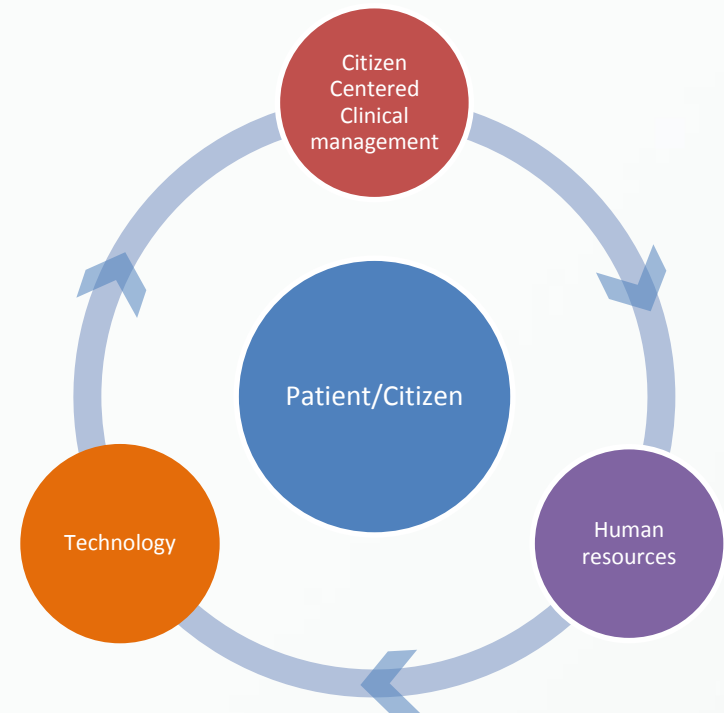 Citizen
Centered
Clinical
management
Patient/Citizen
Technology
Human
resources